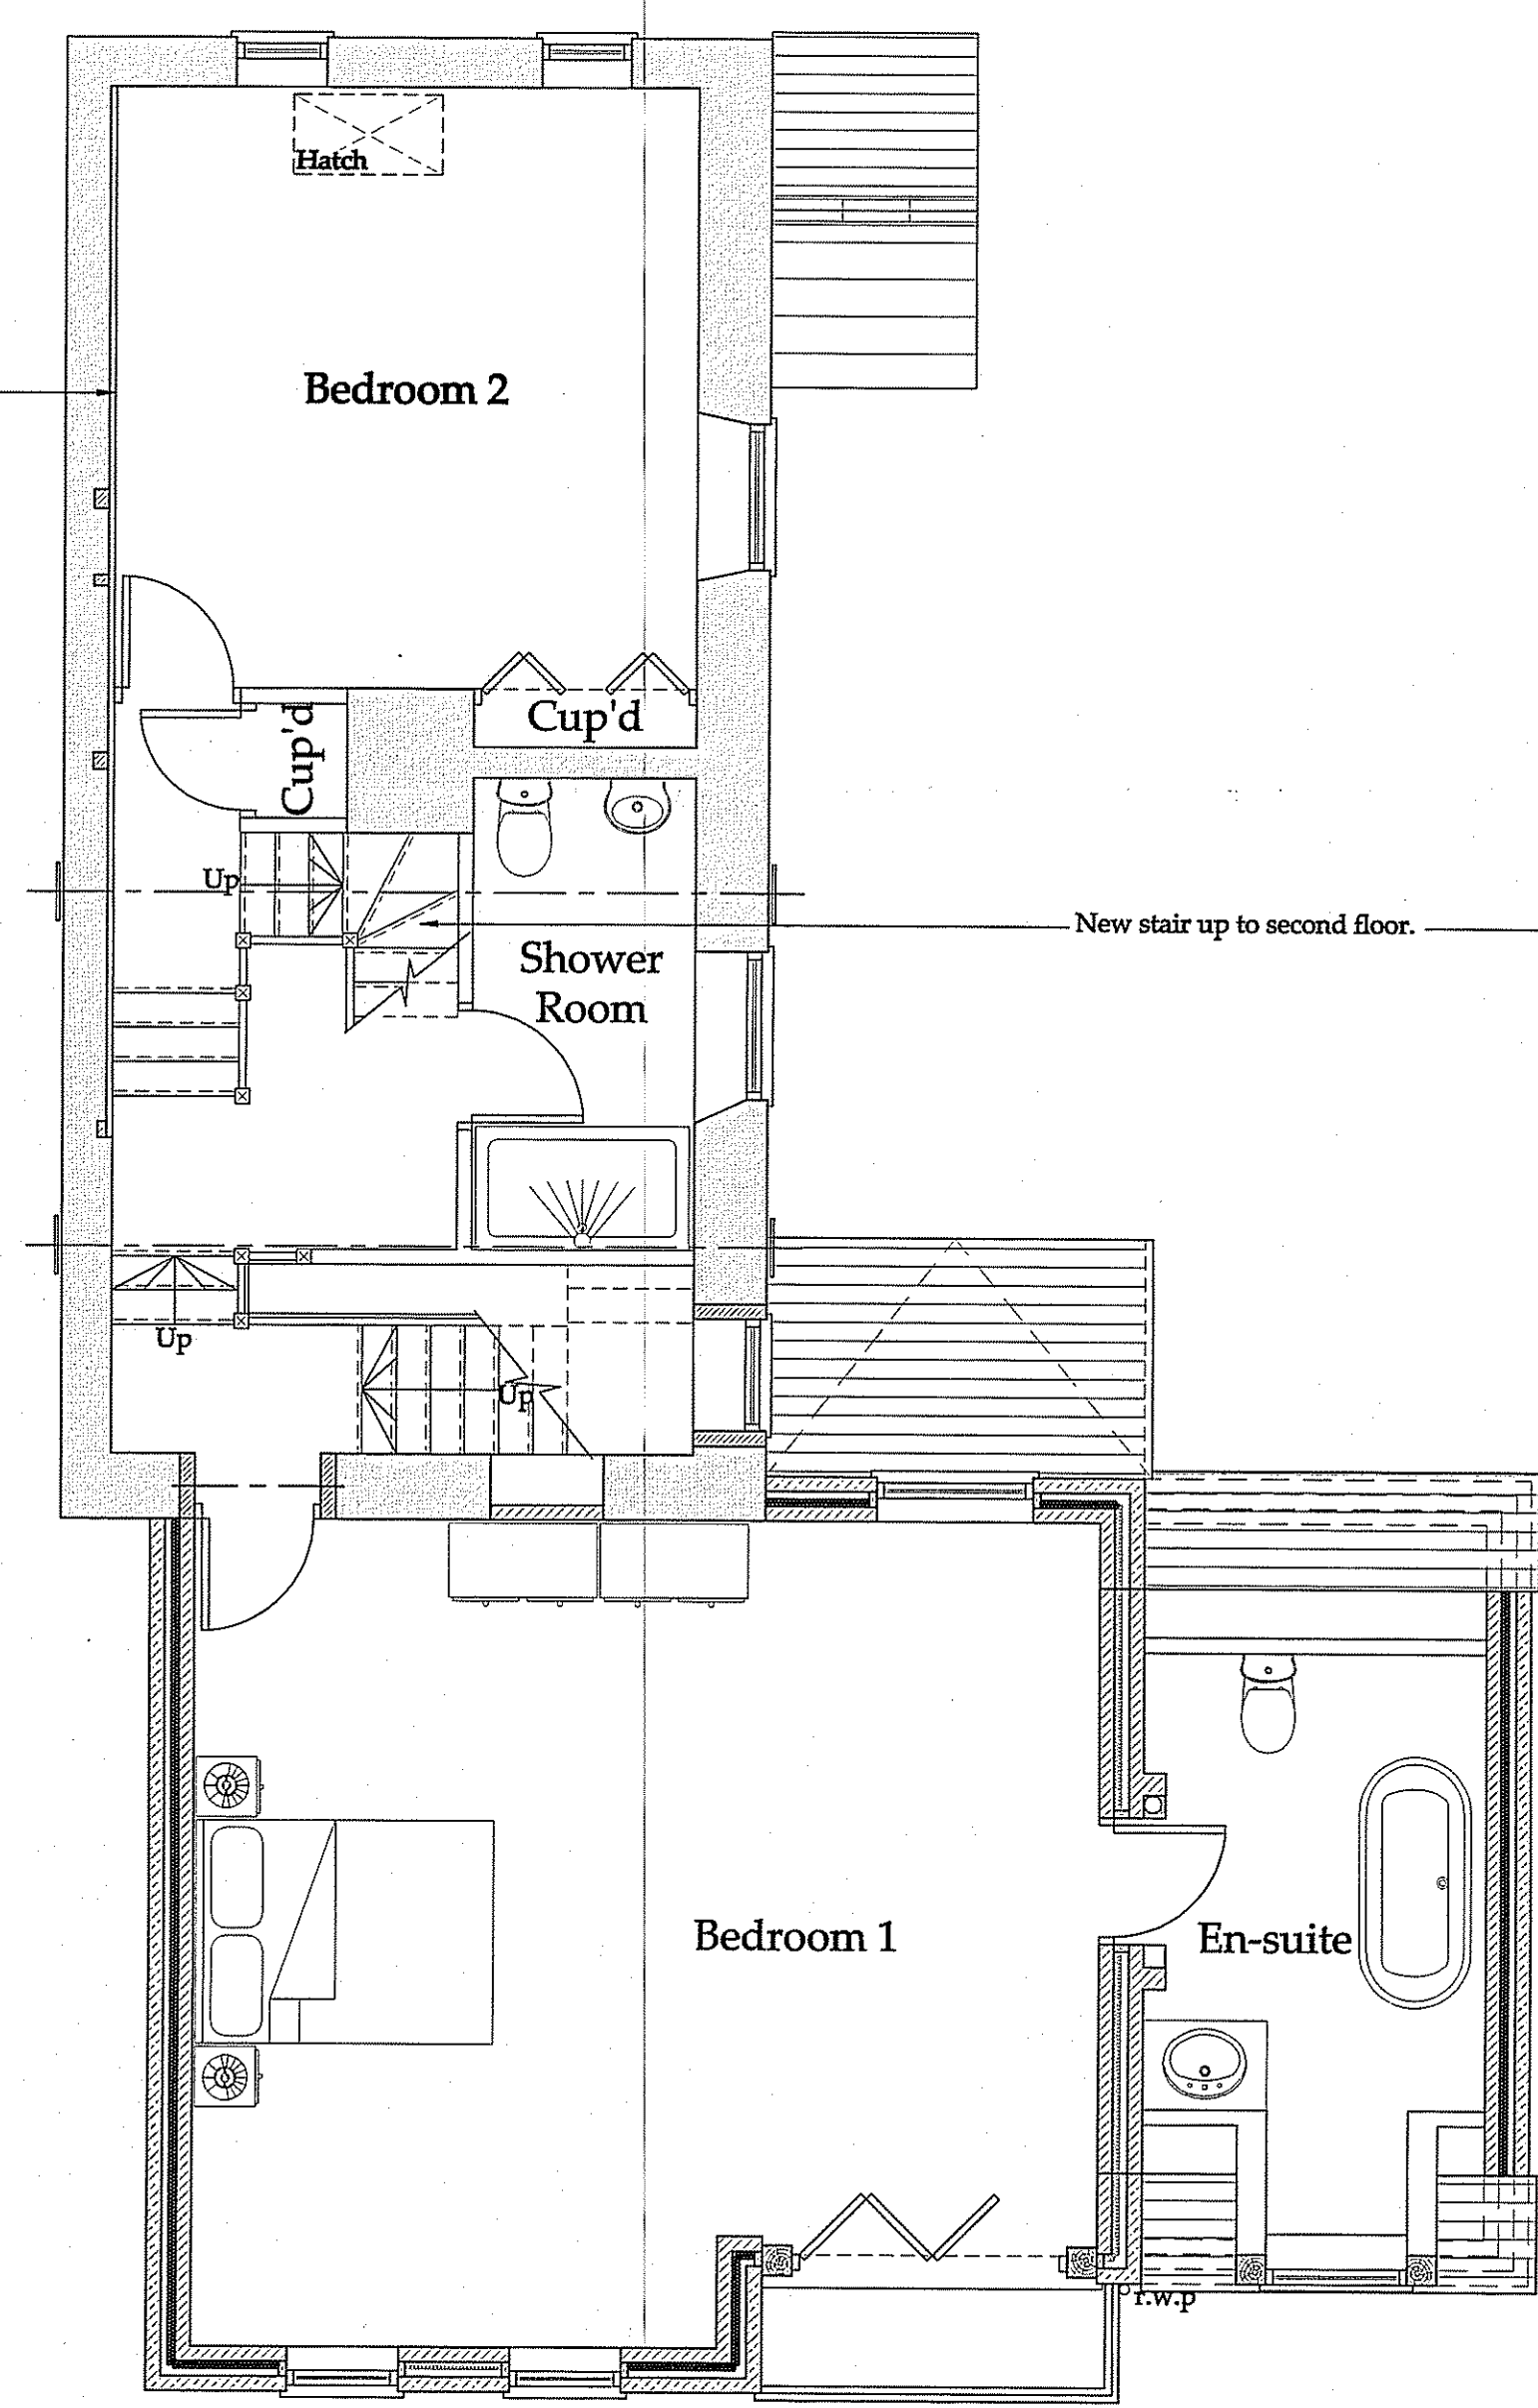 Hatch
Bedroom 2
Cup'd
Cup'd
Up
New stair up to second floor.
Shower
Room
Up
Up
Bedroom 1
En-suite
r.w.p